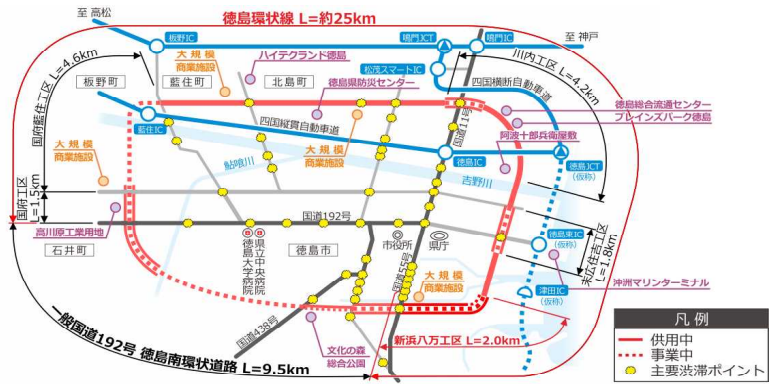 徳島環状線 L=約25km
至 高松
至 神戸
板野IC
鳴門JCT
鳴門IC
川内工区
L=4.2km
大規模
商業施設
ハイテクランド徳島
松茂スマートIC
四国横断自動車道
国府藍住工区
L=4.6km
板野町
藍住町
北島町
徳島県防災センター
徳島総合流通センター
ブレインズパーク徳島
国道11号
藍住IC
四国縦貫自動車道
大規模
商業施設
阿波十郎兵衛屋敷
大規模
商業施設
鮎喰川
徳島IC
徳島JCT
(仮称)
吉野川
国府工区
L=1.5km
国道192号
高川原工業用地
石井町
徳島大学病院
県立中央病院
徳島市
市役所
県庁
徳島東IC
(仮称)
末広住吉工区
L=1.8km
国道55号
大規模
商業施設
津田IC
(仮称)
沖洲マリンターミナル
国道438号
文化の森
総合公園
新浜八万工区 L=2.0km
一般国道192号 徳島南環状道路 L=9.5km
凡例
供用中
事業中
主要渋滞ポイント